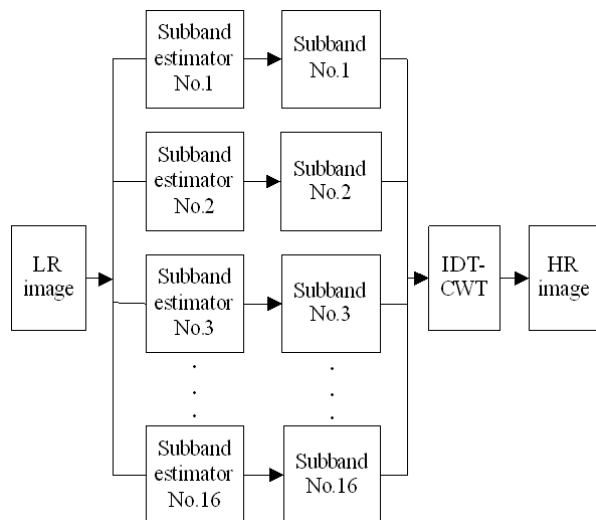 Subband
estimator
No.1
Subband
No.1
Subband
estimator
No.2
Subband
No.2
LR
image
Subband
estimator
No.3
Subband
No.3
IDT-
CWT
HR
image
Subband
estimator
No.16
Subband
No.16